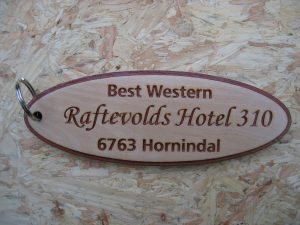 Best Western
Raftevolds Hotel 310
6763 Hornindal